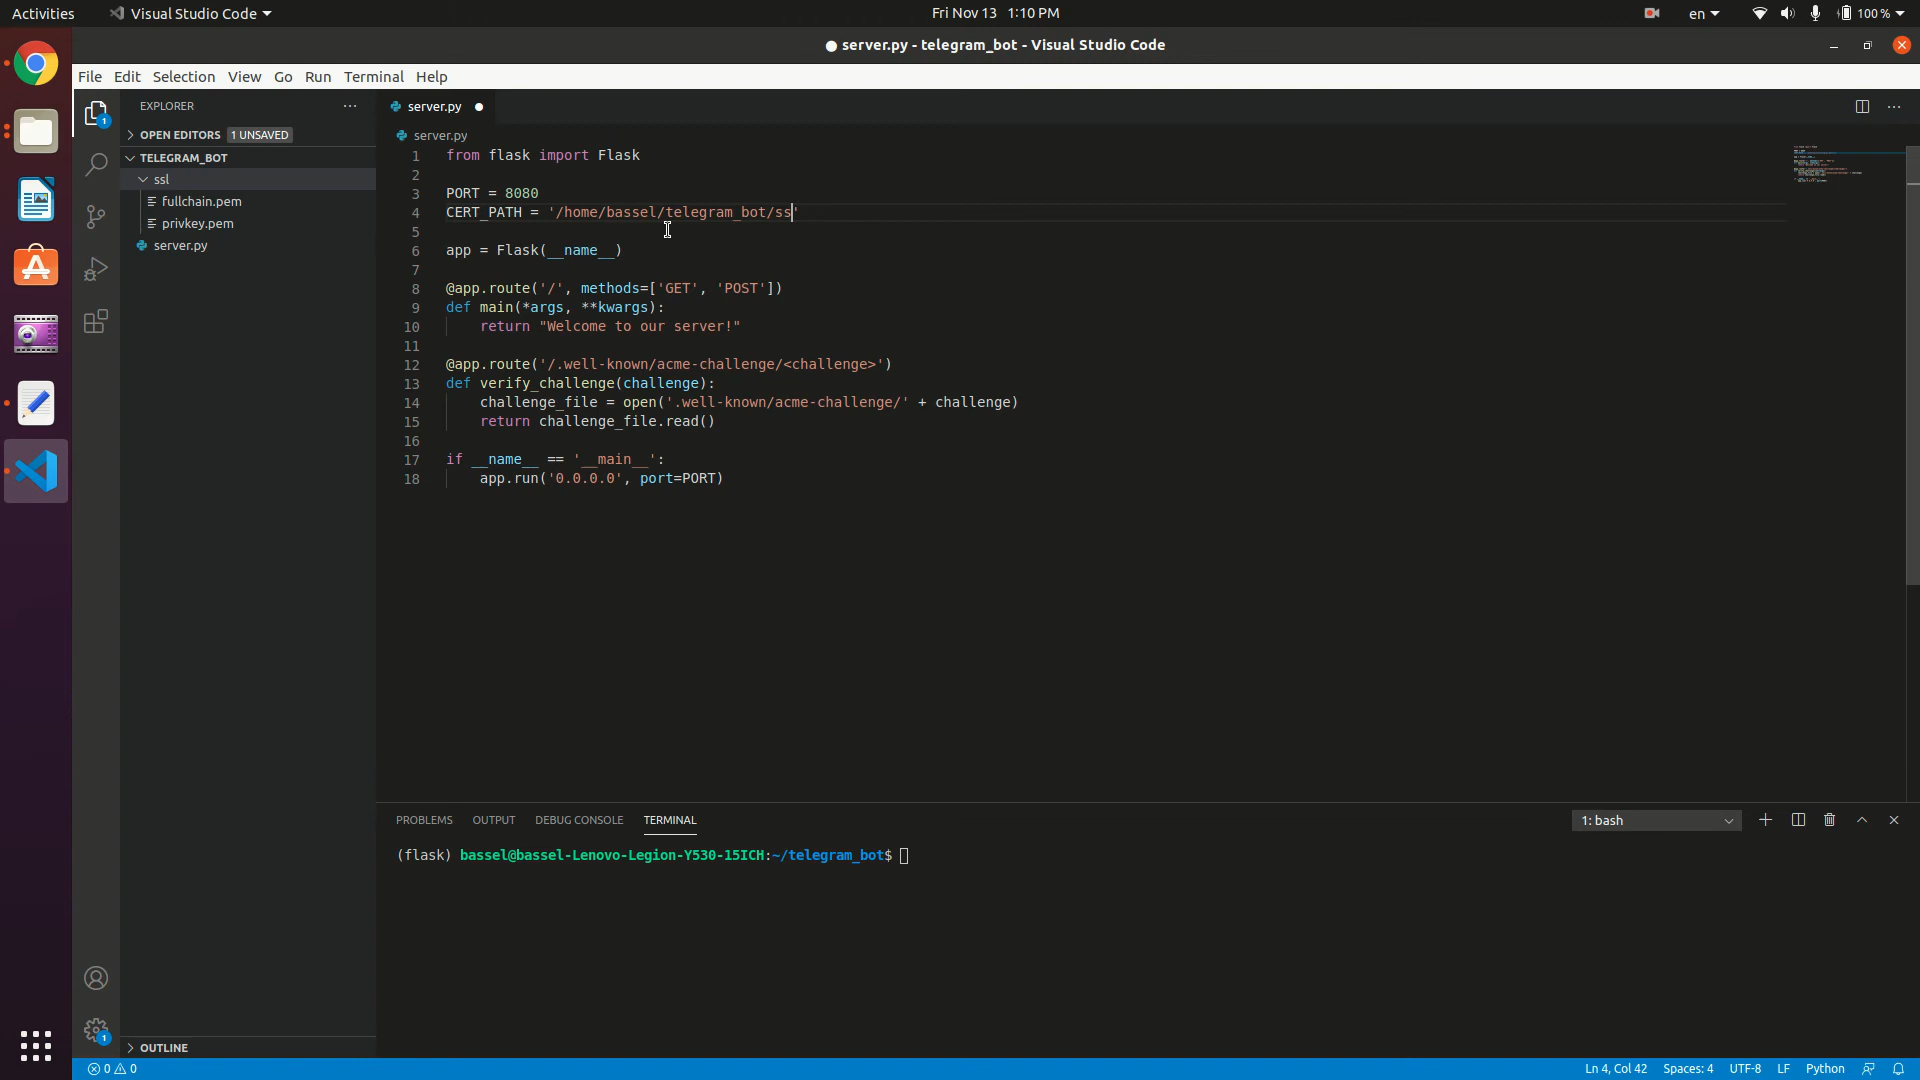 Activities
Visual Studio Code
Fri Nov 13 1:10 PM
en
100 %
● server.py - telegram_bot - Visual Studio Code
File Edit Selection View Go Run Terminal Help
EXPLORER
OPEN EDITORS 1 UNSAVED
TELEGRAM_BOT
ssl
fullchain.pem
privkey.pem
server.py
OUTLINE
1
1
server.py
server.py
1 from flask import Flask
2
3 PORT = 8080
4 CERT_PATH = '/home/bassel/telegram_bot/ss'
5
6 app = Flask(__name__)
7
8 @app.route('/', methods=['GET', 'POST'])
9 def main(*args, **kwargs):
10 return "Welcome to our server!"
11
12 @app.route('/.well-known/acme-challenge/<challenge>')
13 def verify_challenge(challenge):
14 challenge_file = open('.well-known/acme-challenge/' + challenge)
15 return challenge_file.read()
16
17 if __name__ == '__main__':
18 app.run('0.0.0.0', port=PORT)
PROBLEMS OUTPUT DEBUG CONSOLE TERMINAL
1: bash
(flask) bassel@bassel-Lenovo-Legion-Y530-15ICH:~/telegram_bot$
0 0
Ln 4, Col 42 Spaces: 4 UTF-8 LF Python